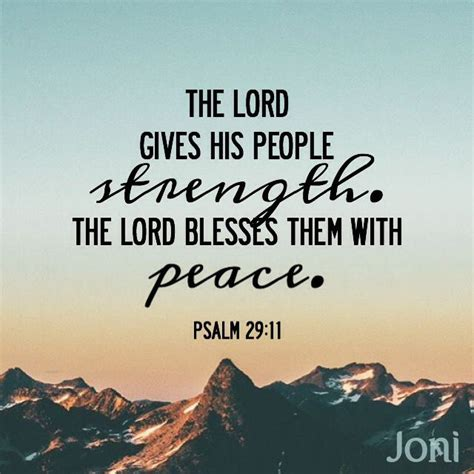 THE LORD
GIVES HIS PEOPLE
strength.
THE LORD BLESSES THEM WITH
peace.
PSALM 29:11
Joni